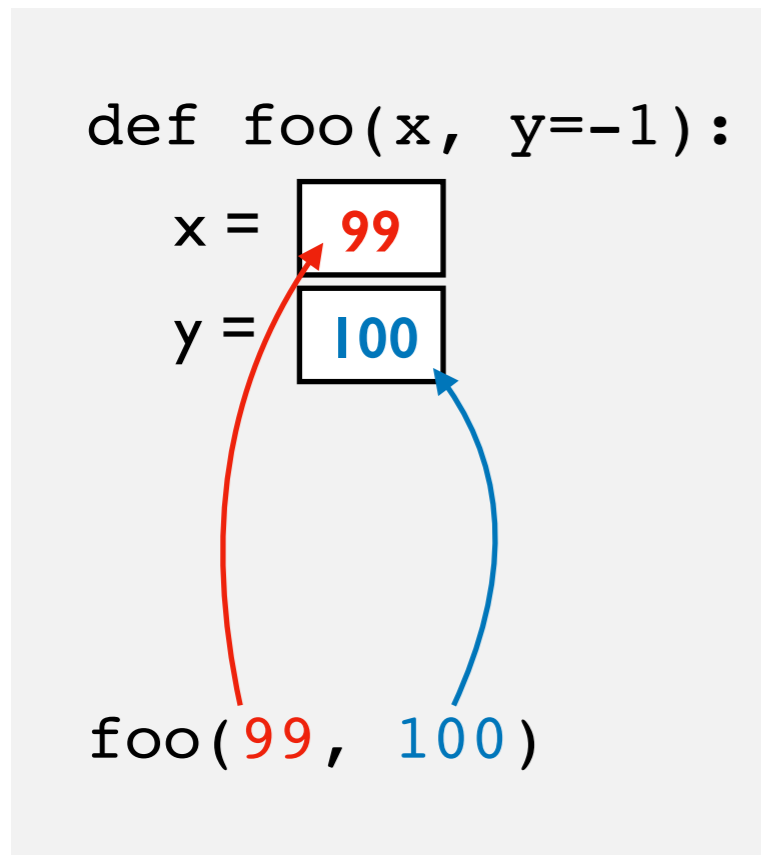 def foo(x, y=-1):
x = 99
y = 100
foo(99, 100)